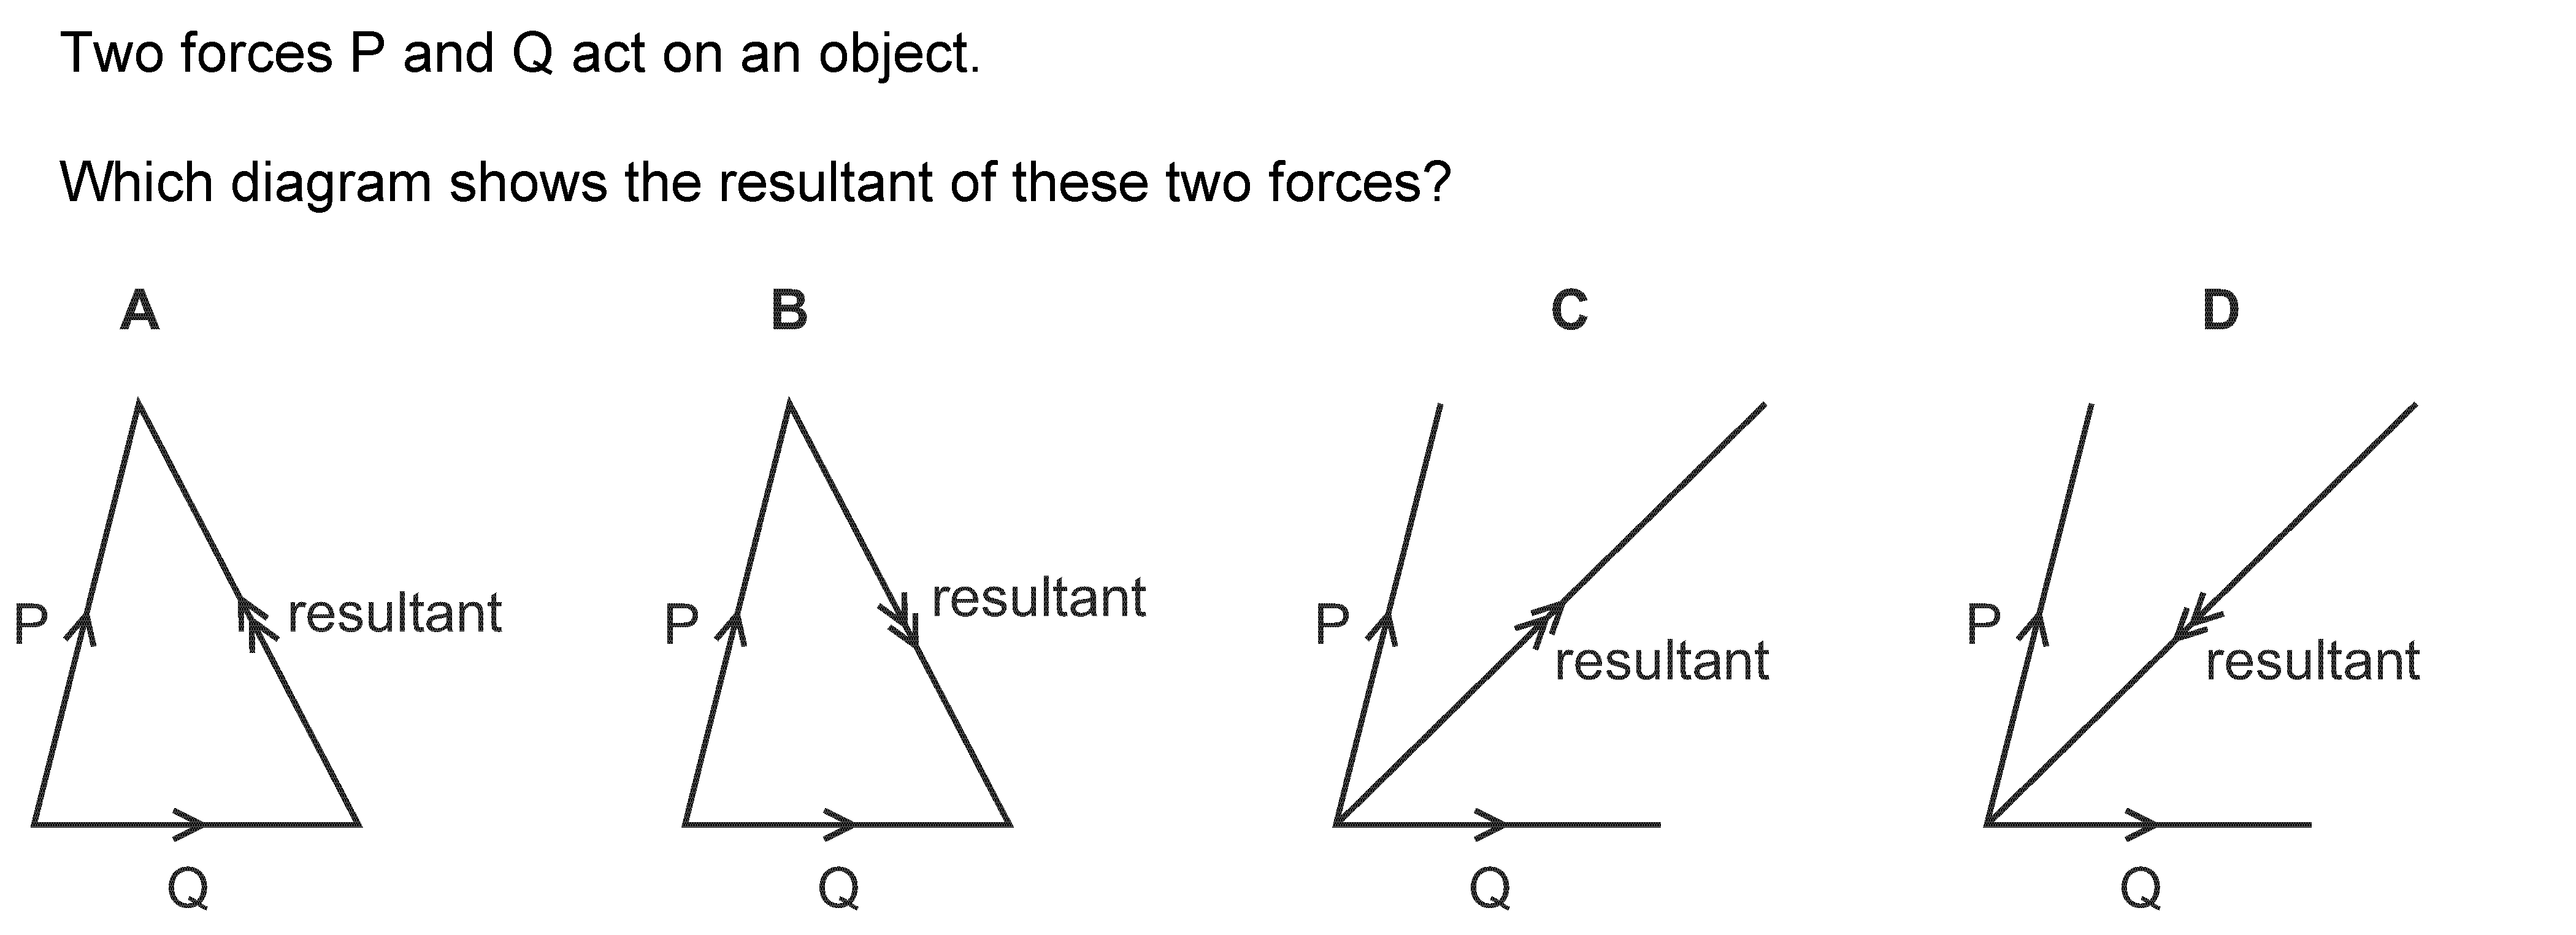 Two forces P and Q act on an object.
Which diagram shows the resultant of these two forces?
A
B
C
D
P
resultant
Q
P
resultant
Q
P
resultant
Q
P
resultant
Q